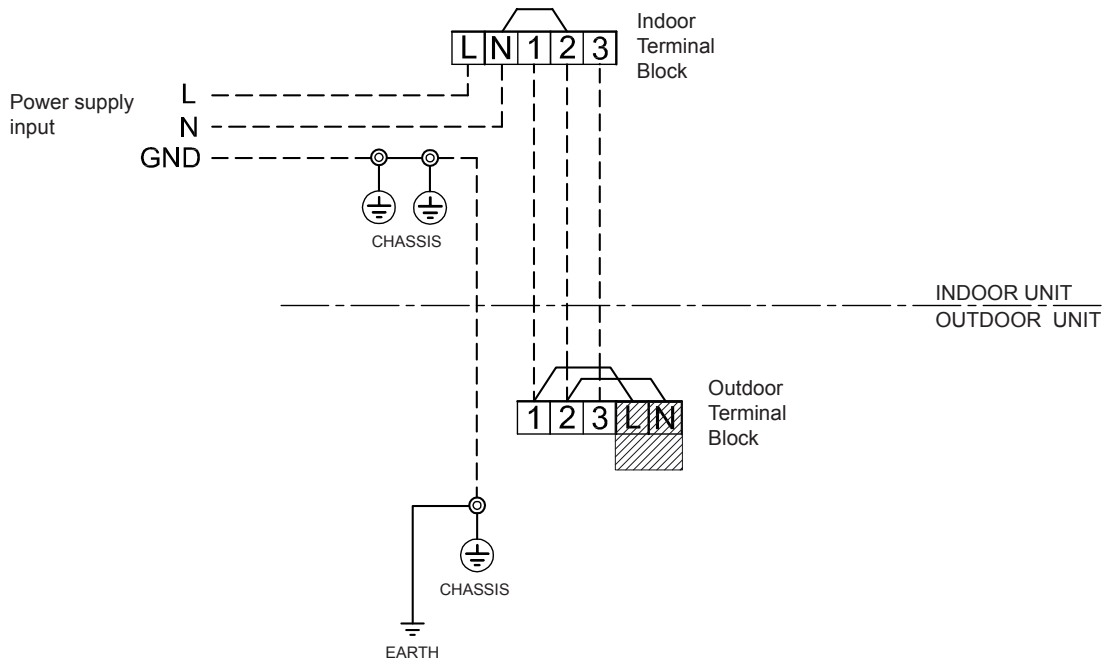 Indoor
Terminal
Block
L N 1 2 3
Power supply
input
L
N
GND
CHASSIS
INDOOR UNIT
OUTDOOR UNIT
Outdoor
Terminal
Block
1 2 3 L N
CHASSIS
EARTH